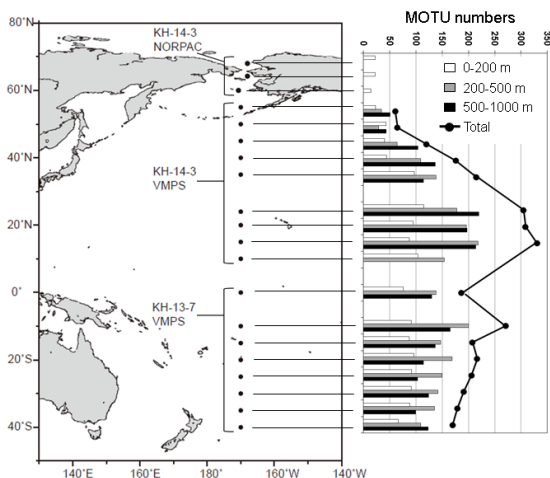 MOTU numbers
0 50 100 150 200 250 300 350
0-200 m
200-500 m
500-1000 m
Total
KH-14-3
NORPAC
KH-14-3
VMPS
KH-13-7
VMPS
80°N
60°N
40°N
20°N
0°
20°S
40°S
140°E 160°E 180° 160°W 140°W